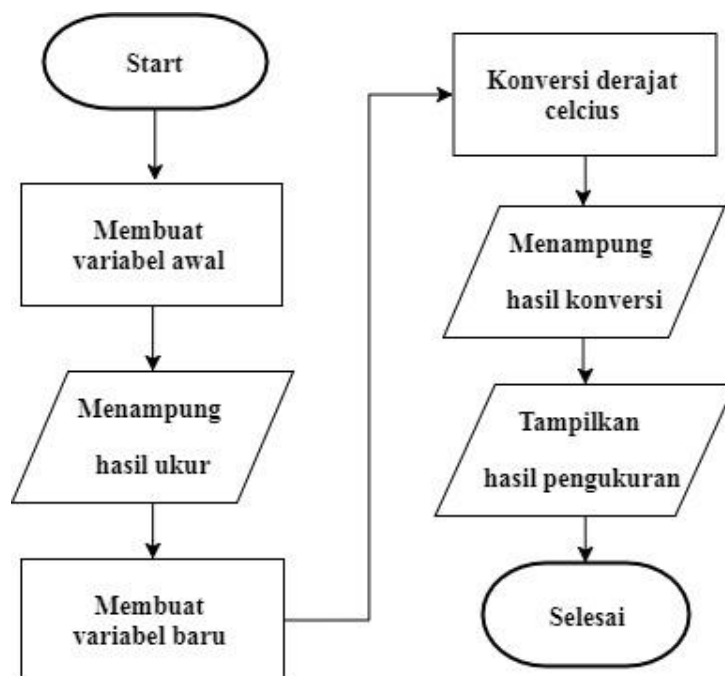 Start
Membuat
variabel awal
Menampung
hasil ukur
Membuat
variabel baru
Konversi derajat
celcius
Menampung
hasil konversi
Tampilkan
hasil pengukuran
Selesai